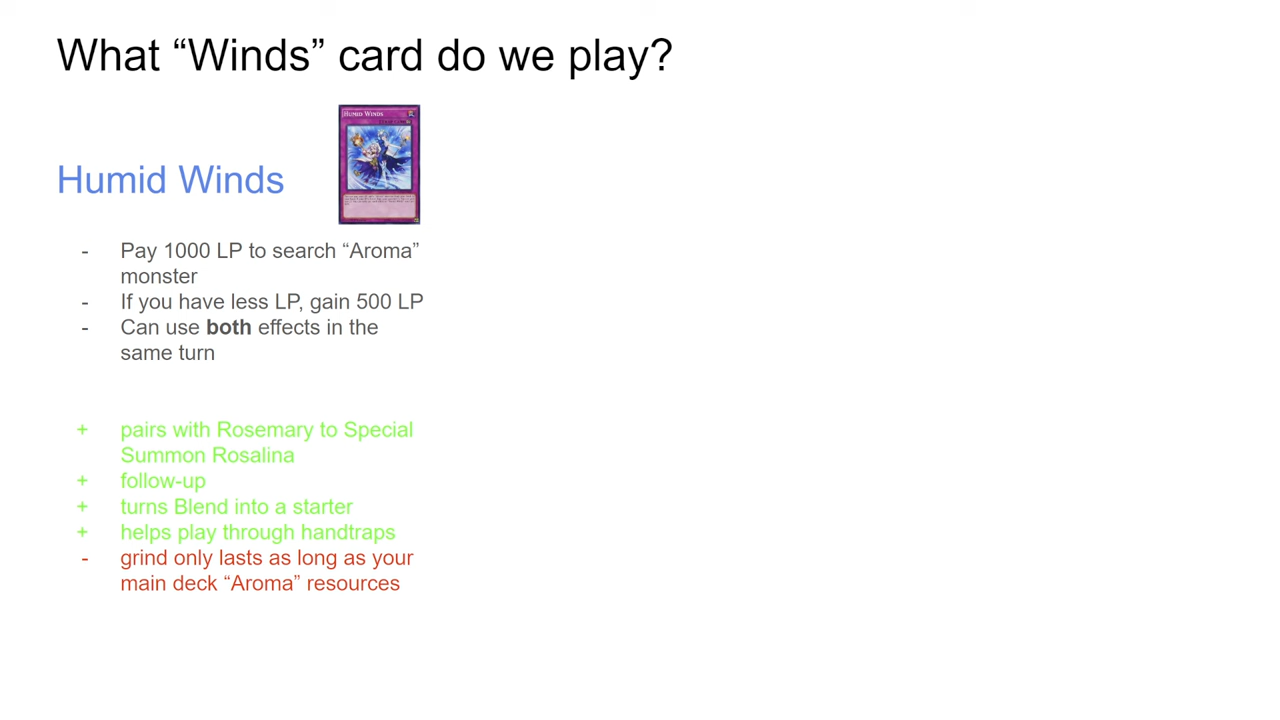 What “Winds” card do we play?
HUMID WINDS
Humid Winds
- Pay 1000 LP to search “Aroma”
monster
- If you have less LP, gain 500 LP
- Can use both effects in the
same turn
+ pairs with Rosemary to Special
Summon Rosalina
+ follow-up
+ turns Blend into a starter
+ helps play through handtraps
- grind only lasts as long as your
main deck “Aroma” resources